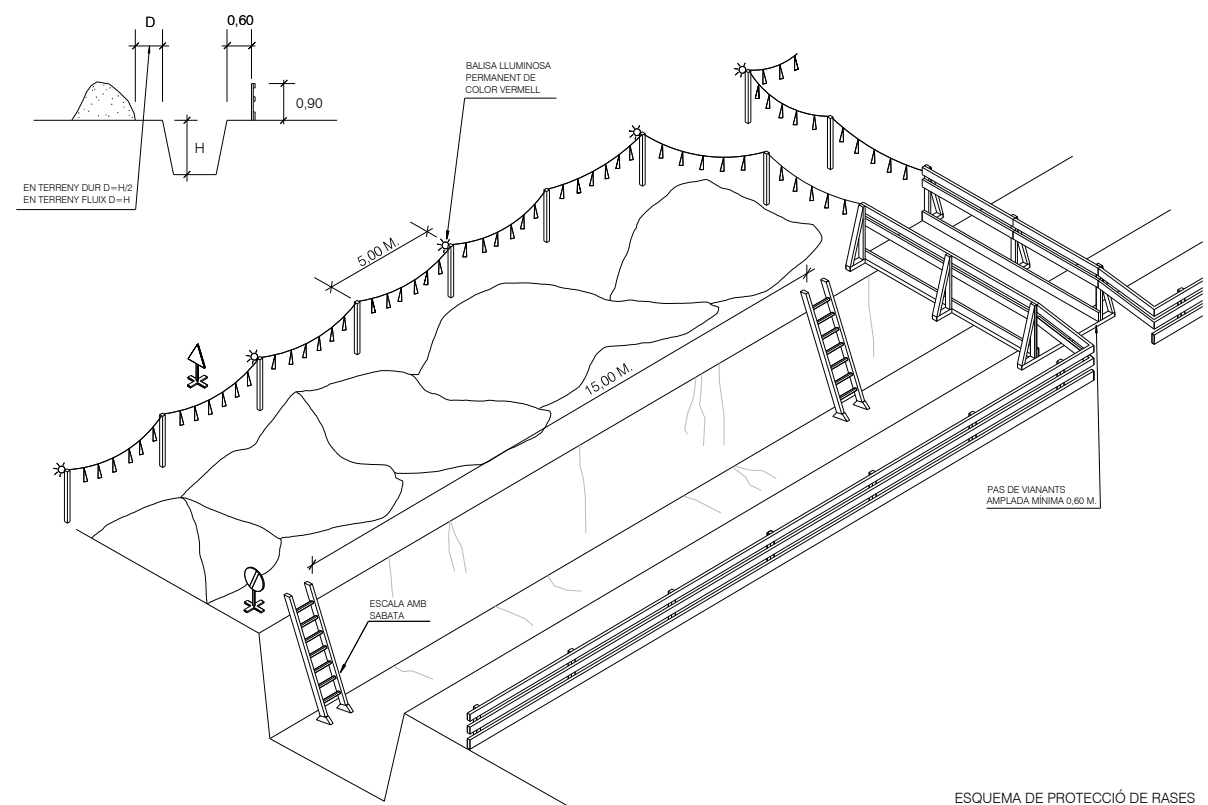 D
0,60
0,90
H
EN TERRENY DUR D=H/2
EN TERRENY FLUIX D=H
BALISA LLUMINOSA
PERMANENT DE
COLOR VERMELL
5,00 M.
15,00 M.
PAS DE VIANANTS
AMPLADA MÍNIMA 0,60 M.
ESCALA AMB
SABATA
ESQUEMA DE PROTECCIÓ DE RASES